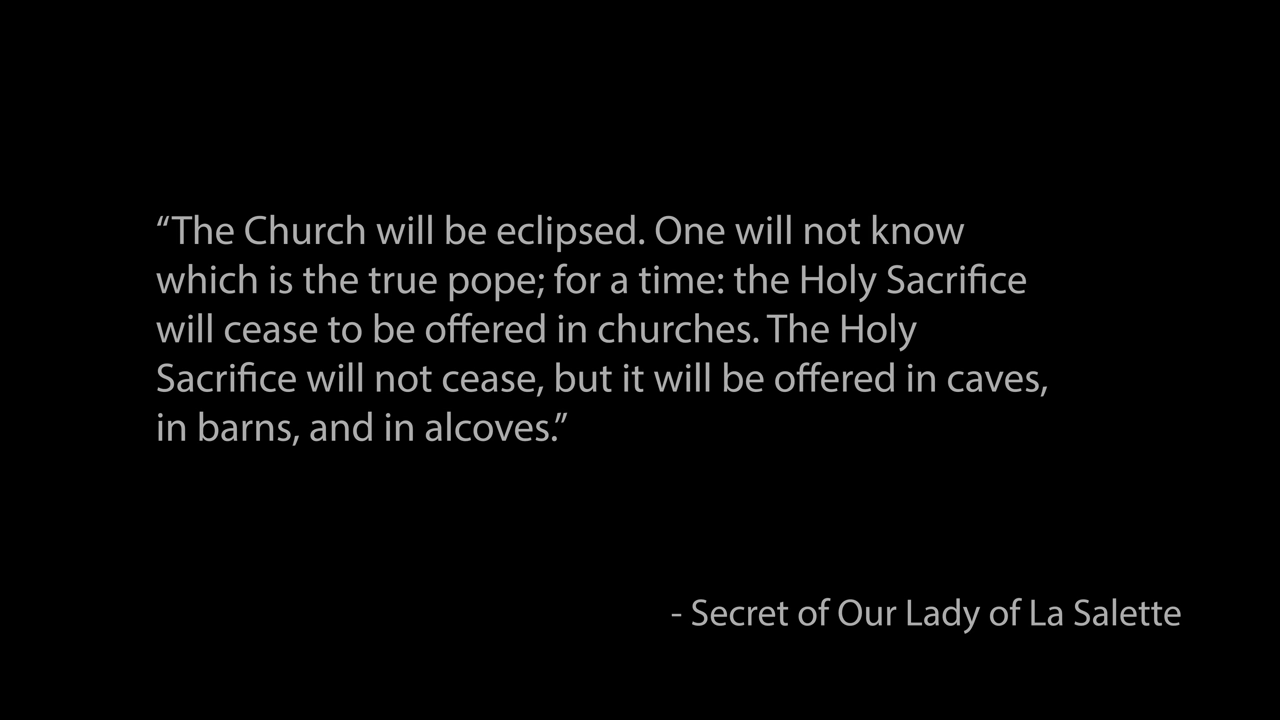 “The Church will be eclipsed. One will not know
which is the true pope; for a time: the Holy Sacrifice
will cease to be offered in churches. The Holy
Sacrifice will not cease, but it will be offered in caves,
in barns, and in alcoves.”
- Secret of Our Lady of La Salette